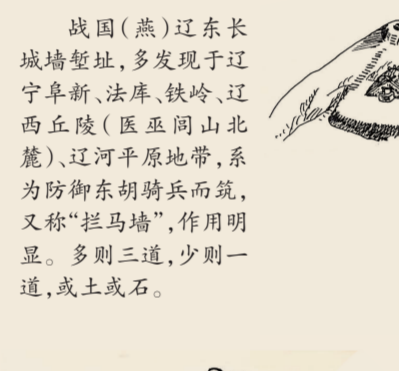 战国(燕)辽东长
城墙堑址,多发现于辽
宁阜新、法库、铁岭、辽
西丘陵(医巫闾山北
麓)、辽河平原地带,系
为防御东胡骑兵而筑,
又称“拦马墙”,作用明
显。多则三道,少则一
道,或土或石。